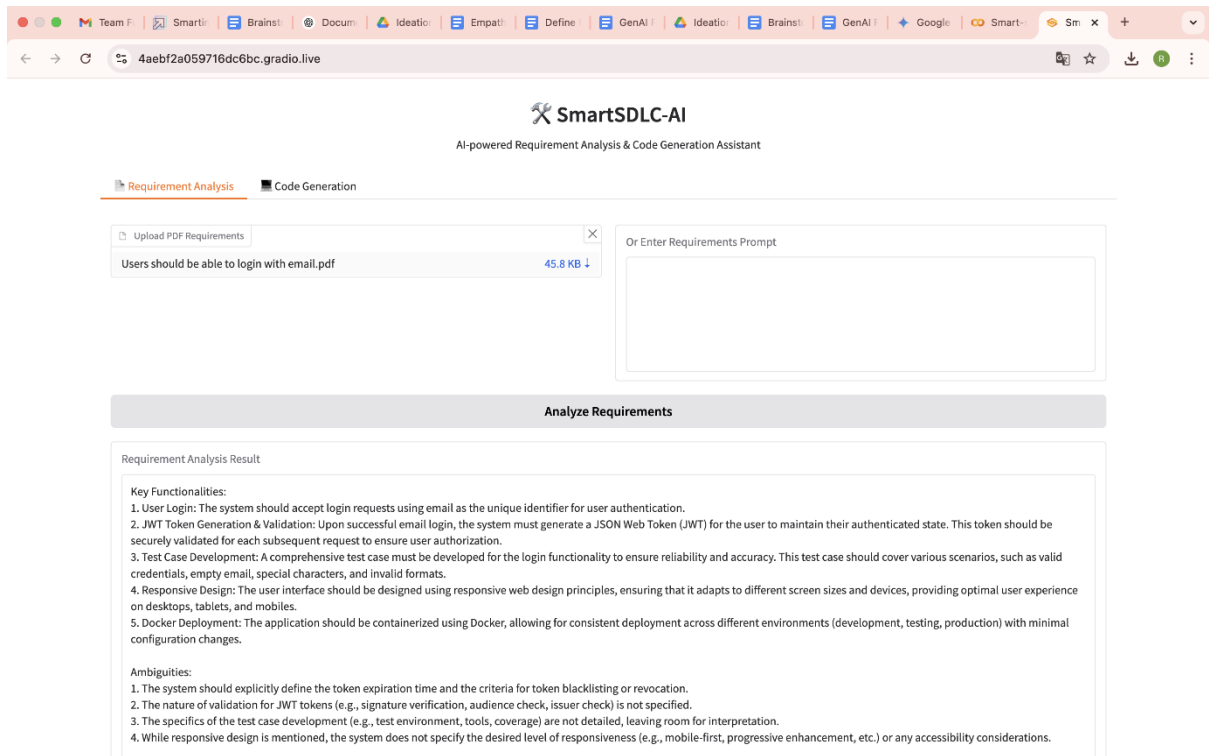 Team F
Smartin
Brainst
Docum
Ideation
Empath
Define
GenAI
Ideation
Brainst
GenAI
Google
Smart-
Sm
4aebf2a059716dc6bc.gradio.live
R
SmartSDLC-AI
AI-powered Requirement Analysis & Code Generation Assistant
Requirement Analysis
Code Generation
Upload PDF Requirements
Users should be able to login with email.pdf
45.8 KB ↓
Or Enter Requirements Prompt
Analyze Requirements
Requirement Analysis Result
Key Functionalities:
1. User Login: The system should accept login requests using email as the unique identifier for user authentication.
2. JWT Token Generation & Validation: Upon successful email login, the system must generate a JSON Web Token (JWT) for the user to maintain their authenticated state. This token should be
securely validated for each subsequent request to ensure user authorization.
3. Test Case Development: A comprehensive test case must be developed for the login functionality to ensure reliability and accuracy. This test case should cover various scenarios, such as valid
credentials, empty email, special characters, and invalid formats.
4. Responsive Design: The user interface should be designed using responsive web design principles, ensuring that it adapts to different screen sizes and devices, providing optimal user experience
on desktops, tablets, and mobiles.
5. Docker Deployment: The application should be containerized using Docker, allowing for consistent deployment across different environments (development, testing, production) with minimal
configuration changes.
Ambiguities:
1. The system should explicitly define the token expiration time and the criteria for token blacklisting or revocation.
2. The nature of validation for JWT tokens (e.g., signature verification, audience check, issuer check) is not specified.
3. The specifics of the test case development (e.g., test environment, tools, coverage) are not detailed, leaving room for interpretation.
4. While responsive design is mentioned, the system does not specify the desired level of responsiveness (e.g., mobile-first, progressive enhancement, etc.) or any accessibility considerations.